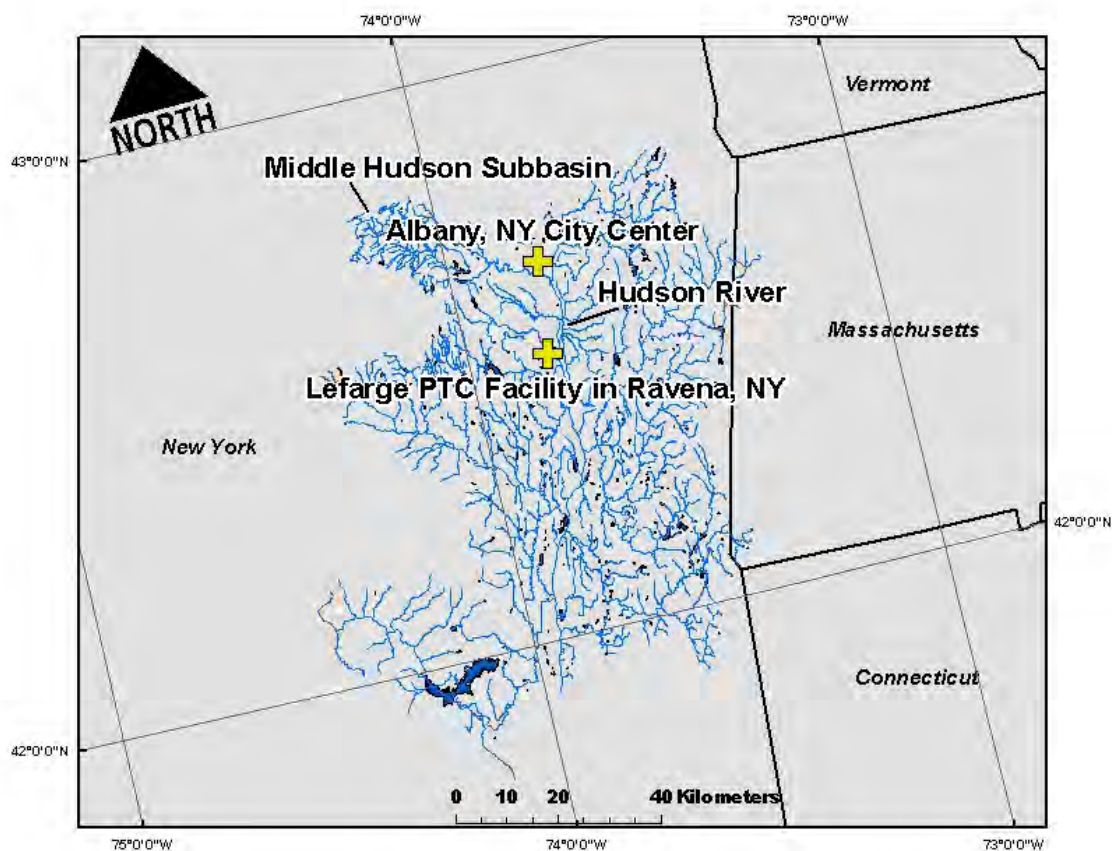 74°0'0"W
73°0'0"W
NORTH
Vermont
43°0'0"N
Middle Hudson Subbasin
Albany, NY City Center
Hudson River
Massachusetts
Lefarge PTC Facility in Ravena, NY
New York
42°0'0"N
Connecticut
42°0'0"N
0 10 20 40 Kilometers
75°0'0"W
74°0'0"W
73°0'0"W